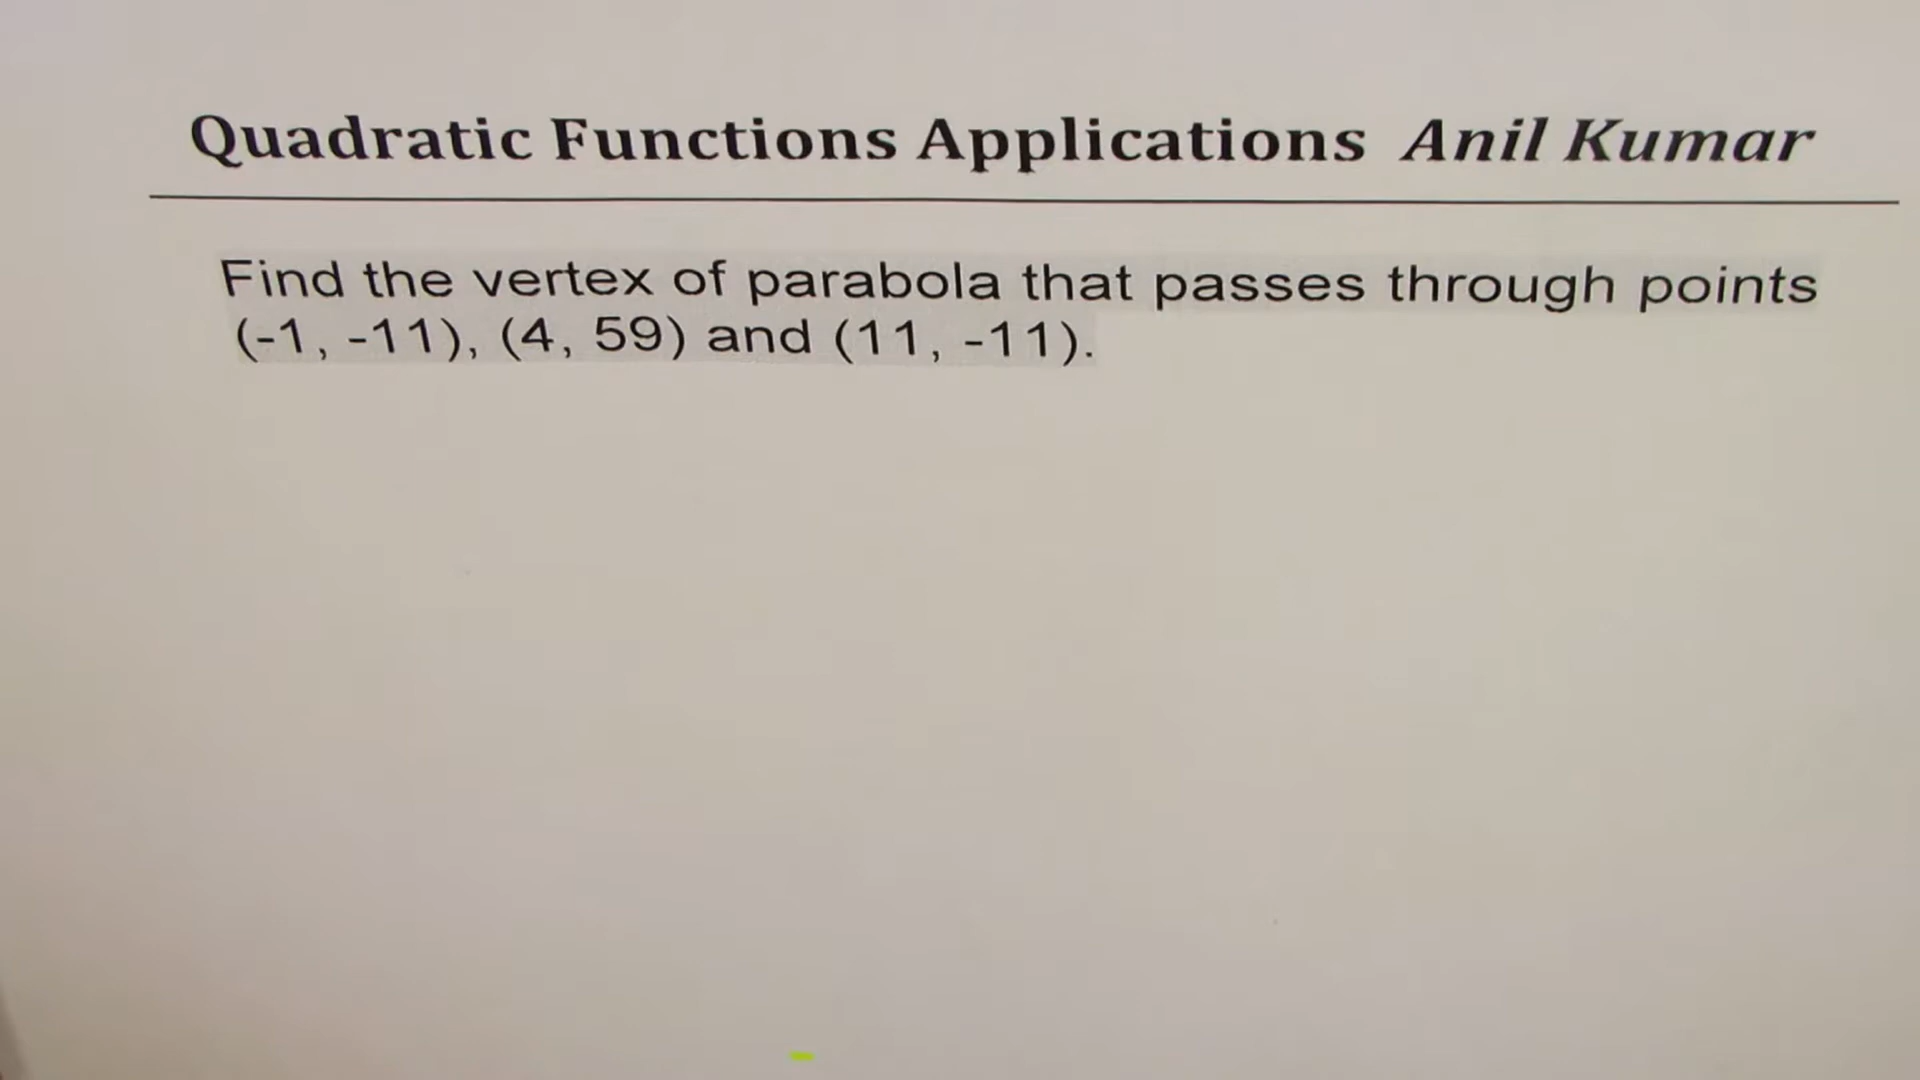 Quadratic Functions Applications Anil Kumar
Find the vertex of parabola that passes through points
(-1, -11), (4, 59) and (11, -11).